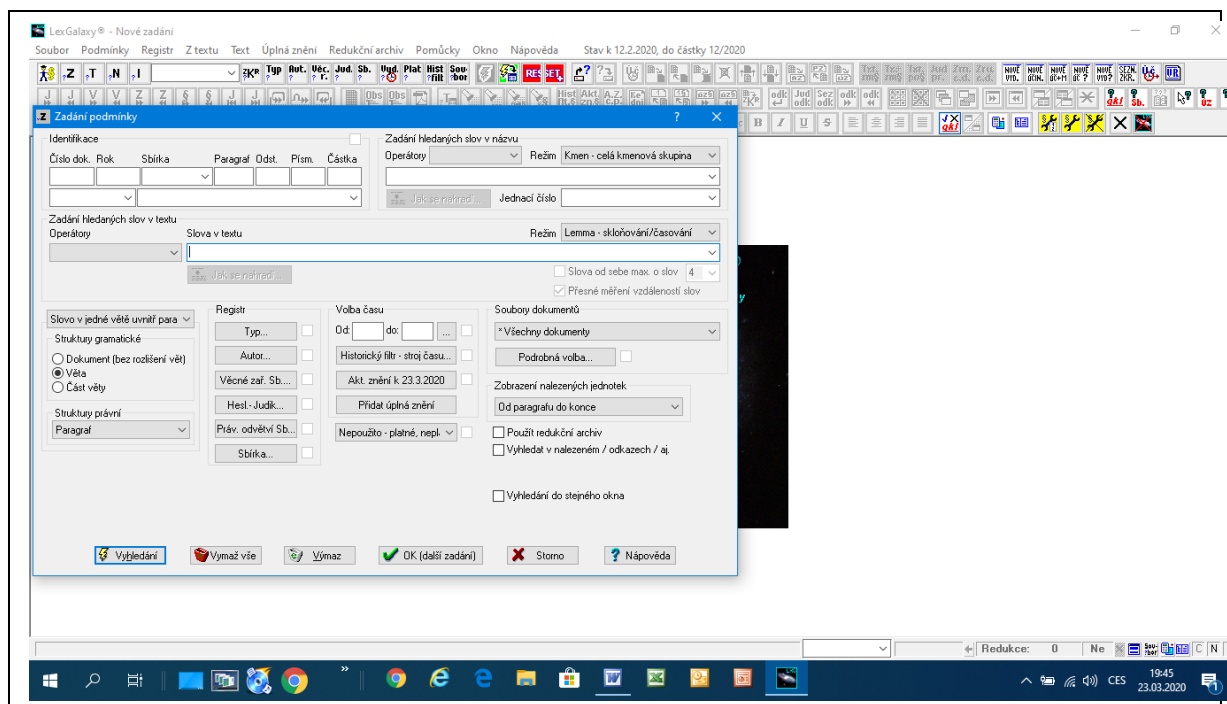 LexGalaxy® - Nové zadání
Soubor Podmínky Registr Z textu Text Úplná znění Redukční archiv Pomůcky Okno Nápověda Stav k 12.2.2020, do částky 12/2020
Zadání podmínky ? ×
Identifikace
Číslo dok. Rok Sbírka Paragraf Odst. Písm. Částka
Zadání hledaných slov v názvu
Operátory Režim Kmen - celá kmenová skupina
Jak se nahradí ... Jednací číslo
Zadání hledaných slov v textu
Operátory Slova v textu Režim Lemma - skloňování/časování
Jak se nahradí ...
Slova od sebe max. o slov 4
Přesné měření vzdáleností slov
Slovo v jedné větě uvnitř para
Struktury gramatické
Dokument (bez rozlišení vět)
Věta
Část věty
Struktury právní
Paragraf
Registr
Typ...
Autor...
Věcné zař. Sb....
Hesl.- Judik...
Práv. odvětví Sb...
Sbírka...
Volba času
Od: do: ...
Historický filtr - stroj času...
Akt. znění k 23.3.2020
Přidat úplná znění
Nepoužito - platné, nepl.
Soubory dokumentů
*Všechny dokumenty
Podrobná volba...
Zobrazení nalezených jednotek
Od paragrafu do konce
Použít redukční archiv
Vyhledat v nalezeném / odkazech / aj.
Vyhledání do stejného okna
Vyhledání Vymaž vše Výmaz OK (další zadání) Storno Nápověda
Redukce: 0 Ne C N
CES 19:45
23.03.2020